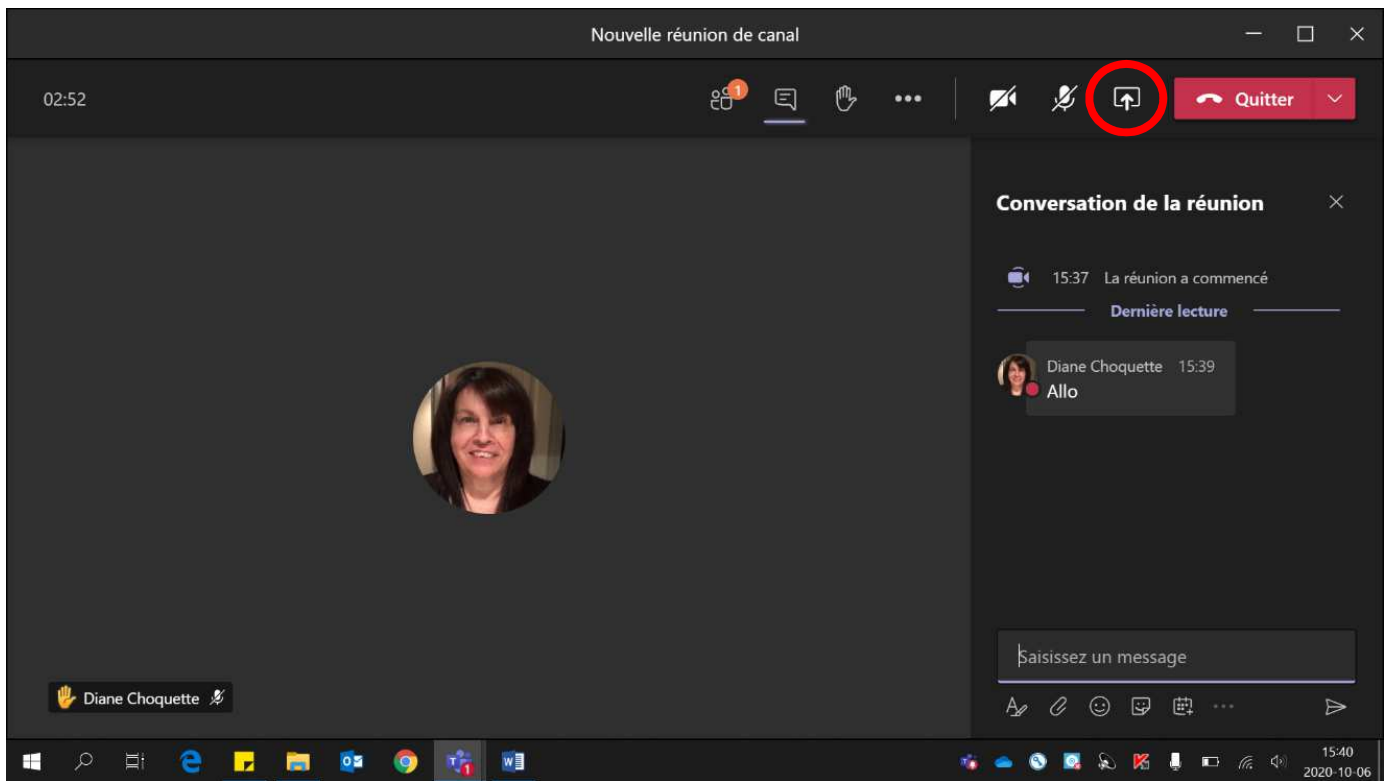 Nouvelle réunion de canal
02:52
1
Quitter
Conversation de la réunion
15:37 La réunion a commencé
Dernière lecture
Diane Choquette 15:39
Allo
Saisissez un message
Diane Choquette
15:40
2020-10-06